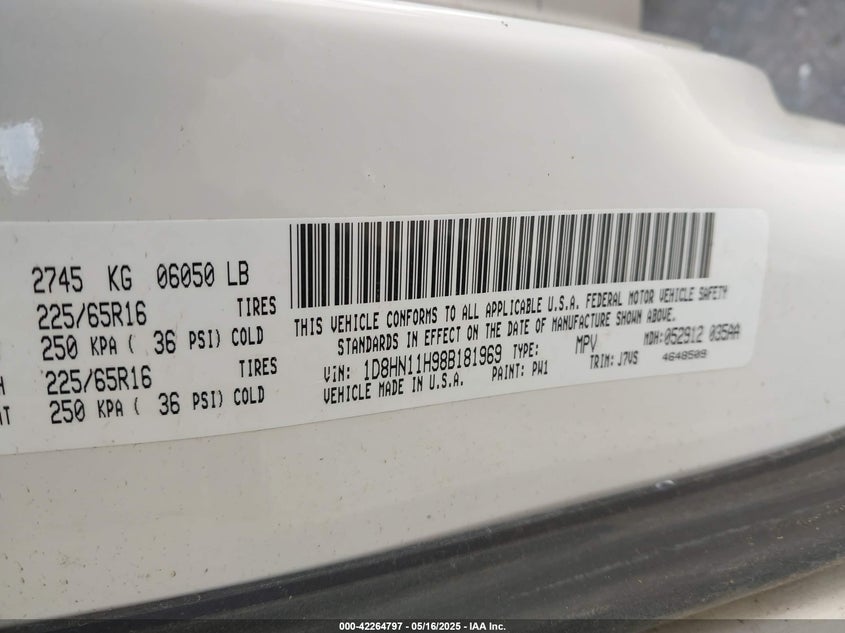 2745 KG 06050 LB
225/65R16 TIRES
250 KPA ( 36 PSI) COLD
225/65R16 TIRES
250 KPA ( 36 PSI) COLD
THIS VEHICLE CONFORMS TO ALL APPLICABLE U.S.A. FEDERAL MOTOR VEHICLE SAFETY
STANDARDS IN EFFECT ON THE DATE OF MANUFACTURE SHOWN ABOVE.
VIN: 1D8HN11H98B181969 TYPE: MPV MDH: 052912 035AA
VEHICLE MADE IN U.S.A. PAINT: PW1 TRIM: J7VS 4648509
000-42264797 - 05/16/2025 - IAA Inc.